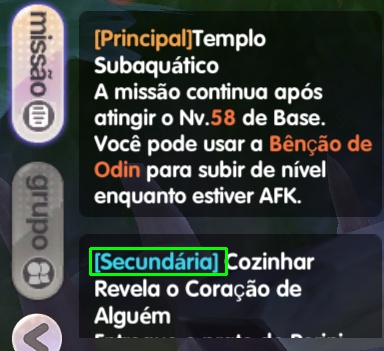 missão
grupo
[Principal]Templo
Subaquático
A missão continua após
atingir o Nv.58 de Base.
Você pode usar a Bênção de
Odin para subir de nível
enquanto estiver AFK.
[Secundária] Cozinhar
Revela o Coração de
Alguém